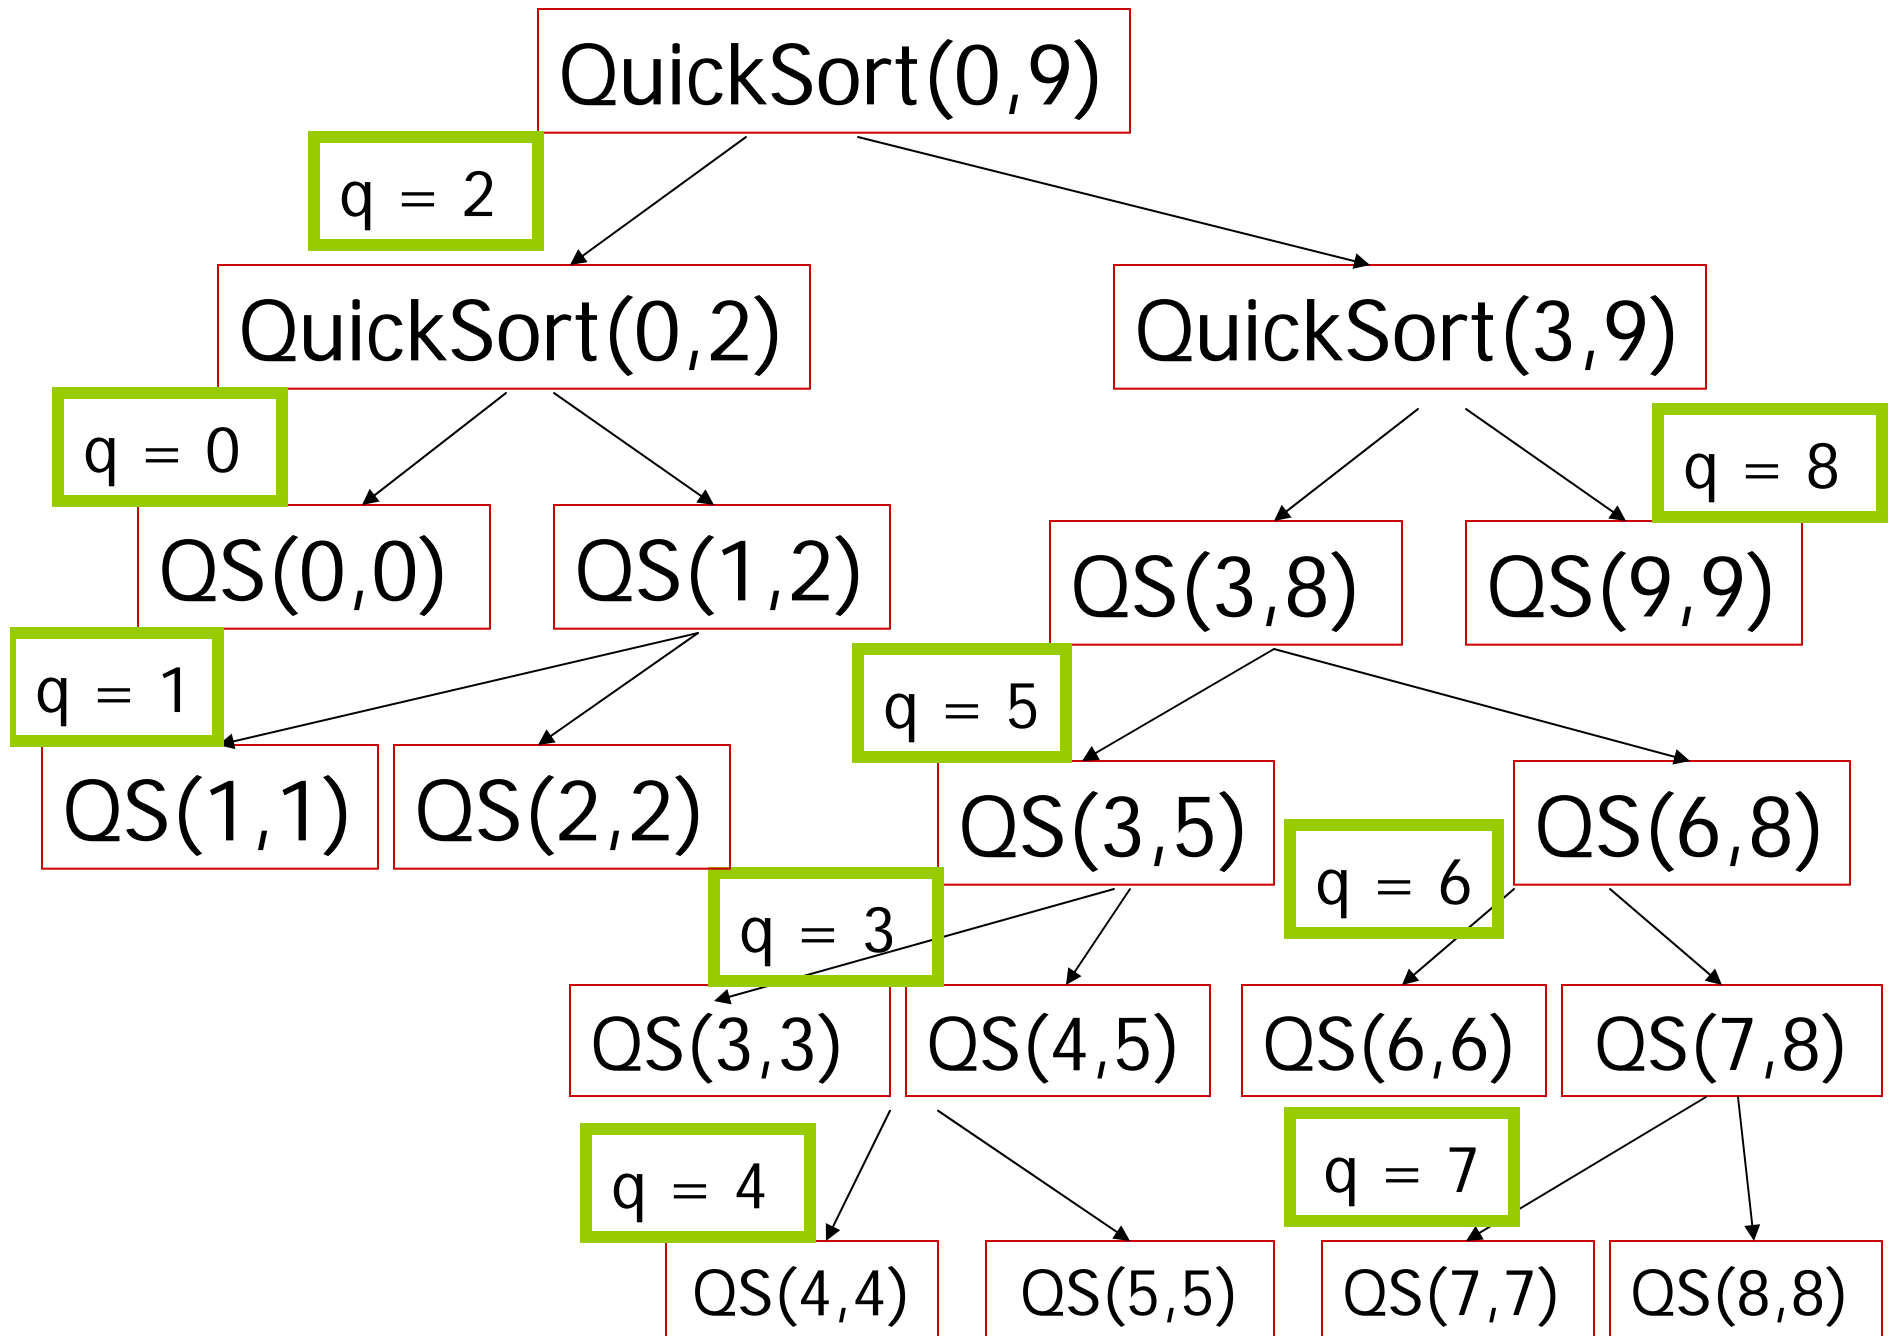 QuickSort(0,9)
q = 2
QuickSort(0,2)
QuickSort(3,9)
q = 0
q = 8
QS(0,0)
QS(1,2)
QS(3,8)
QS(9,9)
q = 1
q = 5
QS(1,1)
QS(2,2)
QS(3,5)
QS(6,8)
q = 3
q = 6
QS(3,3)
QS(4,5)
QS(6,6)
QS(7,8)
q = 4
q = 7
QS(4,4)
QS(5,5)
QS(7,7)
QS(8,8)